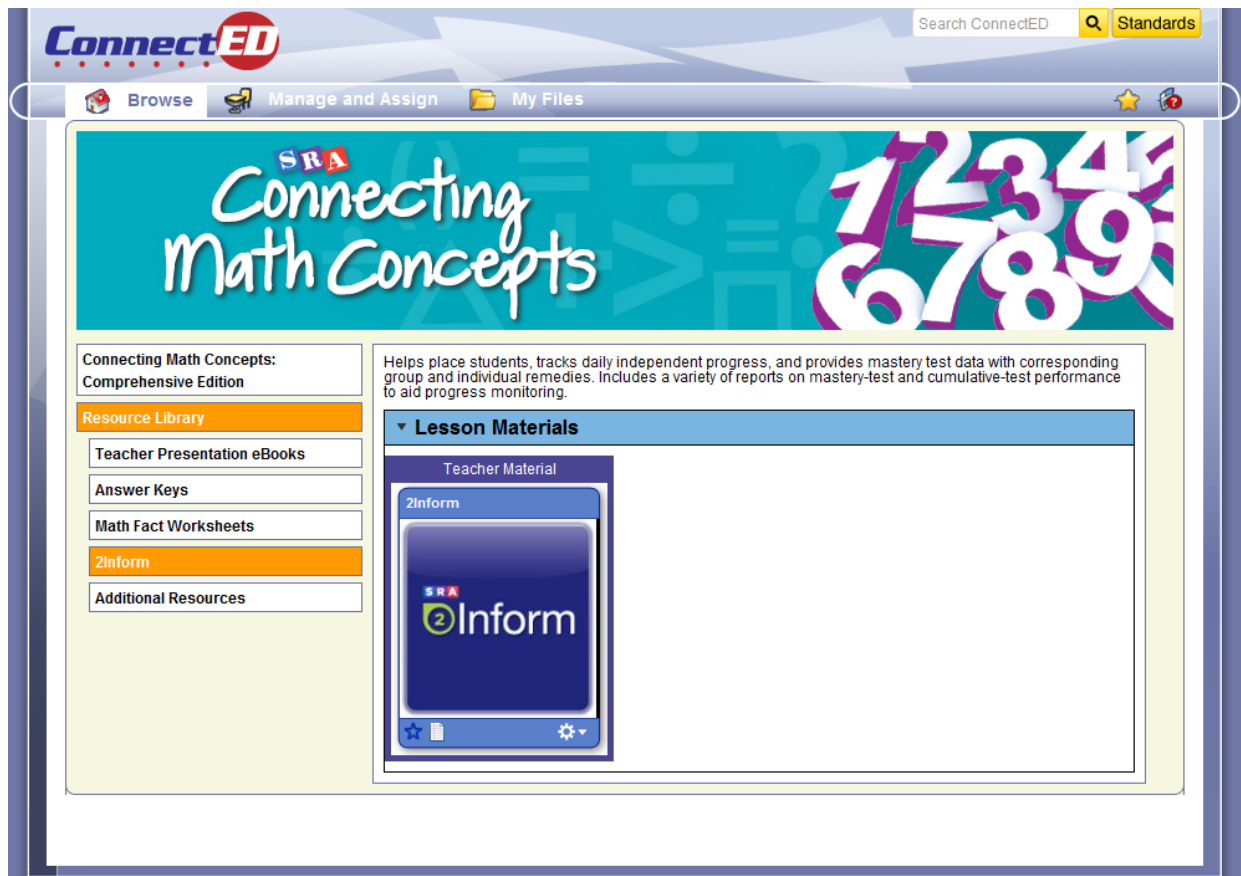 ConnectED
Search ConnectED
Standards
Browse
Manage and Assign
My Files
SRA
Connecting
Math Concepts
1234
6789
Connecting Math Concepts:
Comprehensive Edition
Resource Library
Teacher Presentation eBooks
Answer Keys
Math Fact Worksheets
2Inform
Additional Resources
Helps place students, tracks daily independent progress, and provides mastery test data with corresponding
group and individual remedies. Includes a variety of reports on mastery-test and cumulative-test performance
to aid progress monitoring.
Lesson Materials
Teacher Material
2Inform
SRA
2Inform